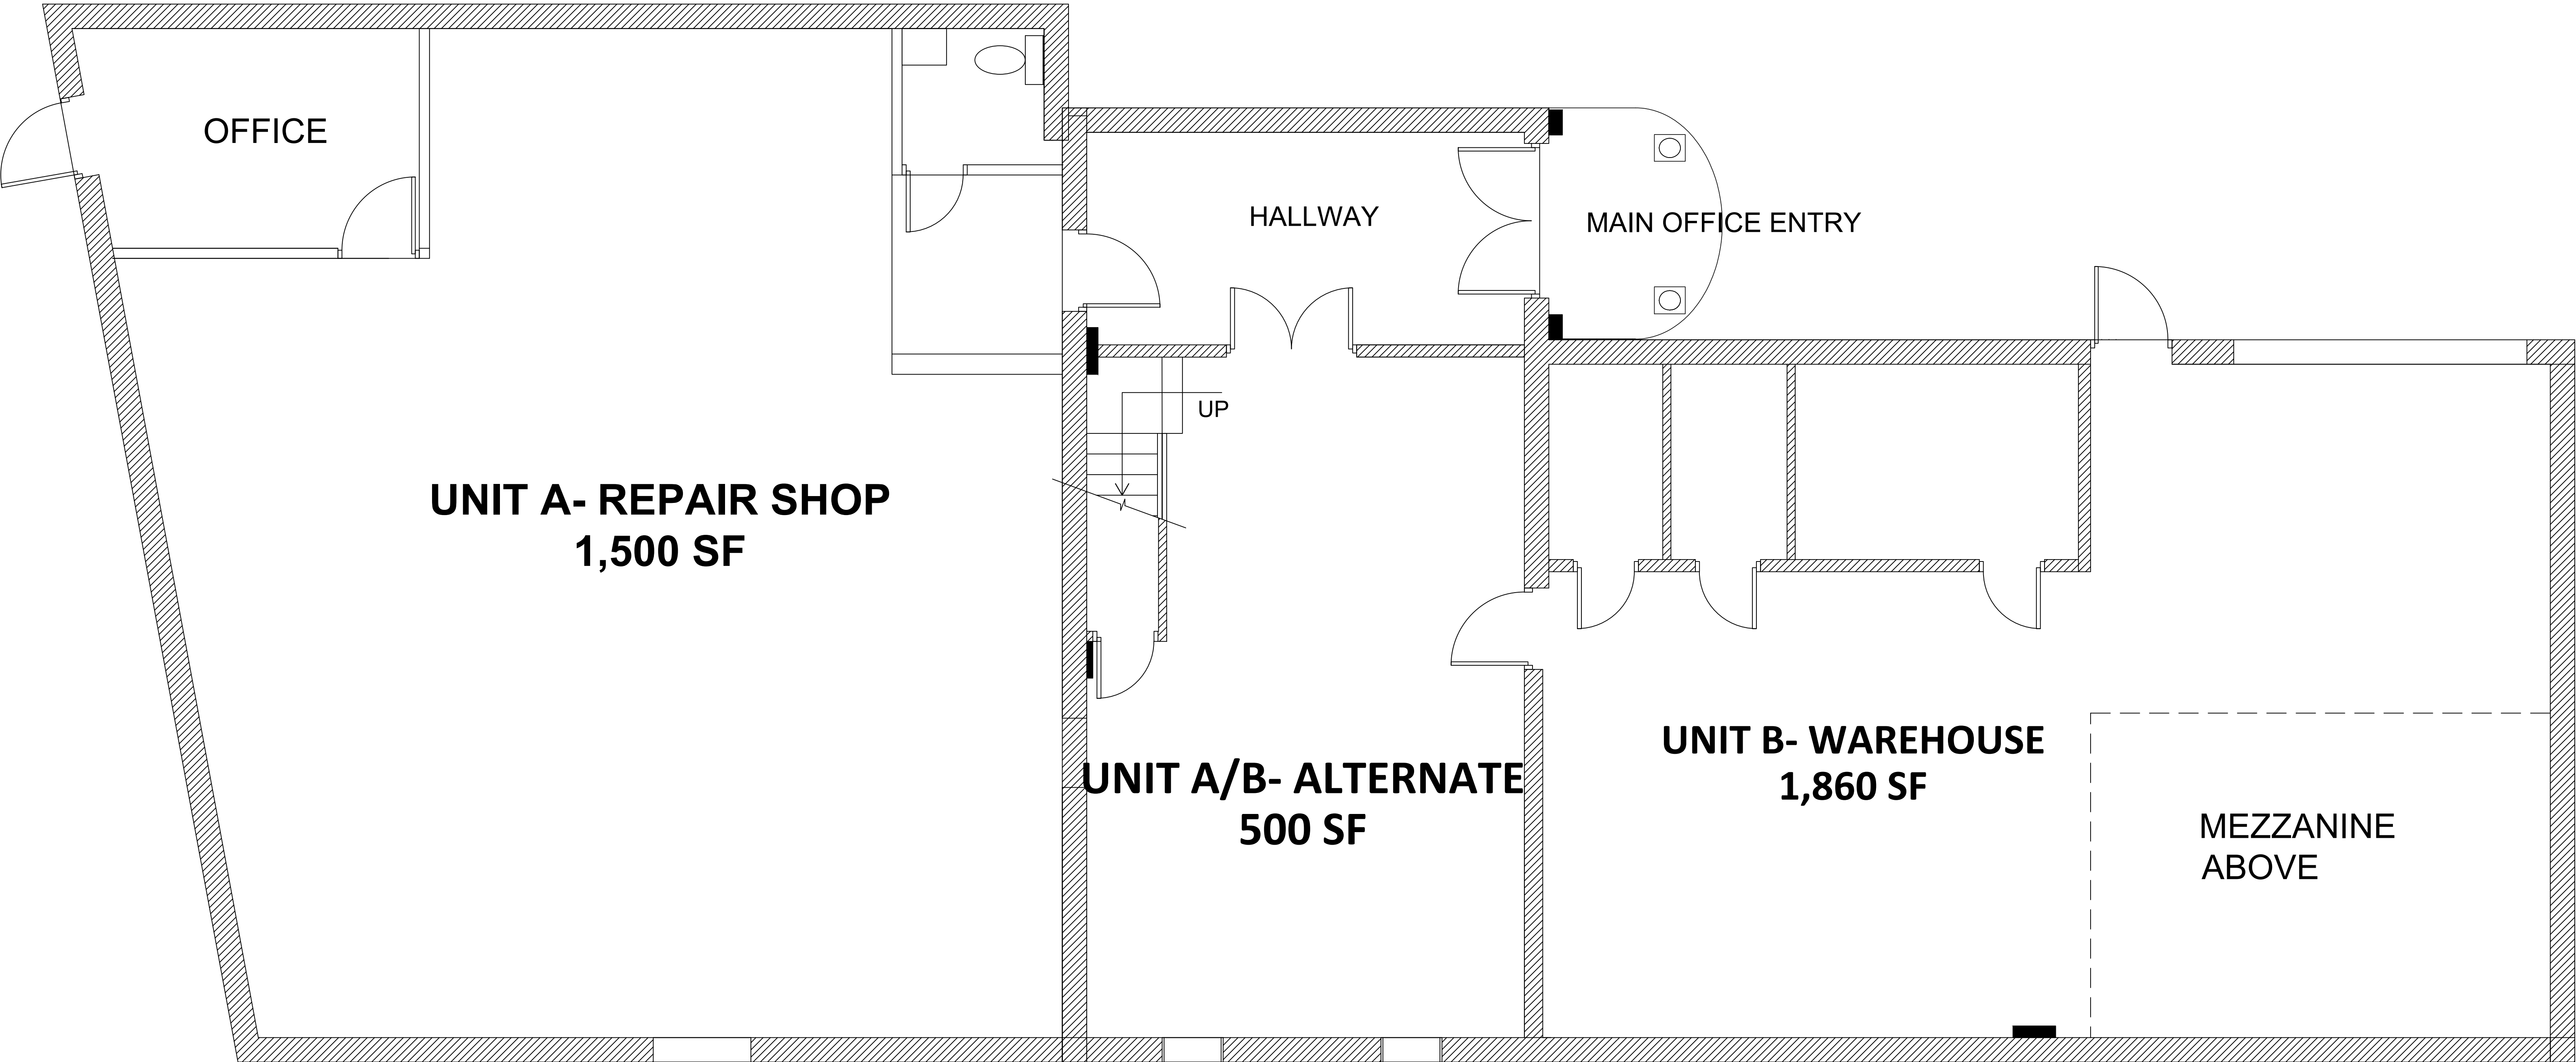 OFFICE
HALLWAY
MAIN OFFICE ENTRY
UP
UNIT A- REPAIR SHOP
1,500 SF
UNIT A/B- ALTERNATE
500 SF
UNIT B- WAREHOUSE
1,860 SF
MEZZANINE
ABOVE